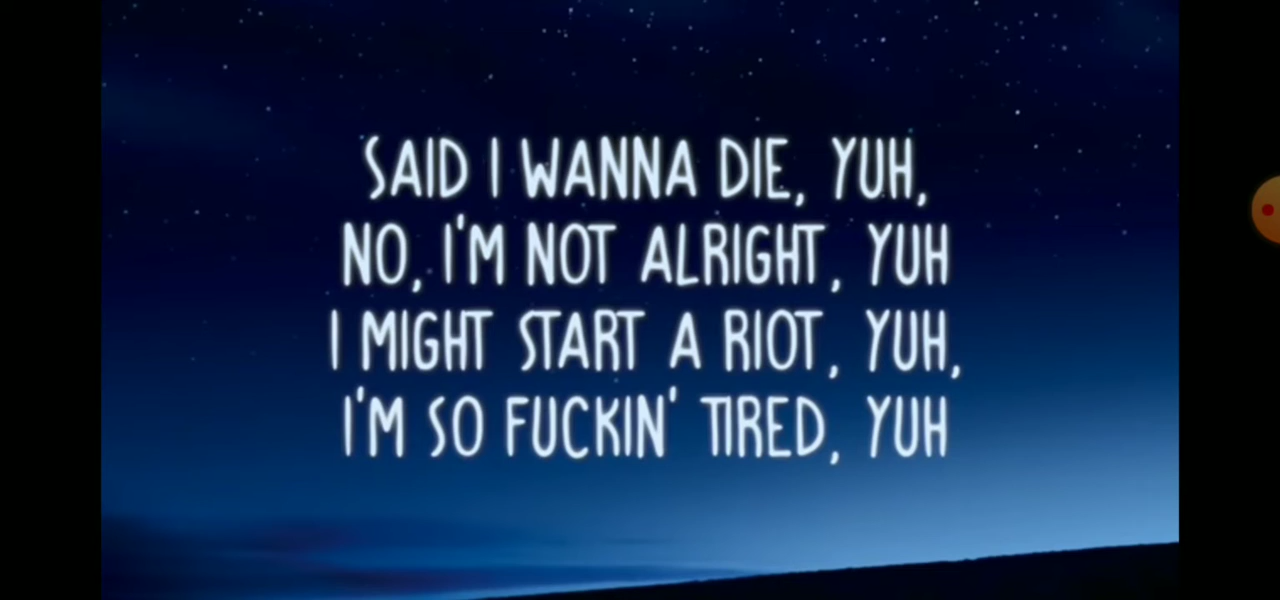 SAID I WANNA DIE, YUH,
NO, I'M NOT ALRIGHT, YUH
I MIGHT START A RIOT, YUH,
I'M SO FUCKIN' TIRED, YUH